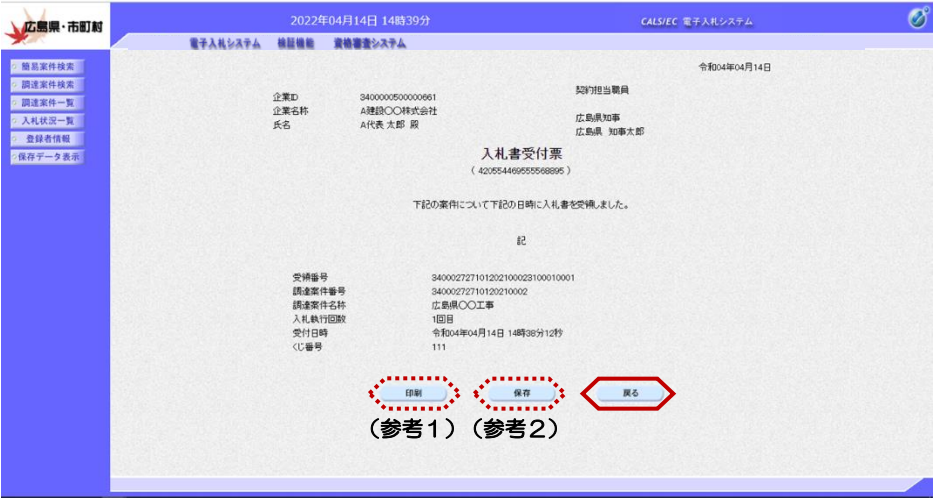 広島県・市町村
2022年04月14日 14時39分
CALS/EC 電子入札システム
電子入札システム 検証機能 資格審査システム
簡易案件検索
調達案件検索
調達案件一覧
入札状況一覧
登録者情報
保存データ表示
令和04年04月14日
企業ID 3400000500000661
企業名称 A建設〇〇株式会社
氏名 A代表 太郎 殿
契約担当職員
広島県知事
広島県 知事太郎
入札書受付票
( 420554469555568895 )
下記の案件について下記の日時に入札書を受領しました。
記
受領番号 34000272710120210002310001​0001
調達案件番号 34000272710120210002
調達案件名称 広島県〇〇工事
入札執行回数 1回目
受付日時 令和04年04月14日 14時38分12秒
くじ番号 111
印刷 保存 戻る
(参考1) (参考2)